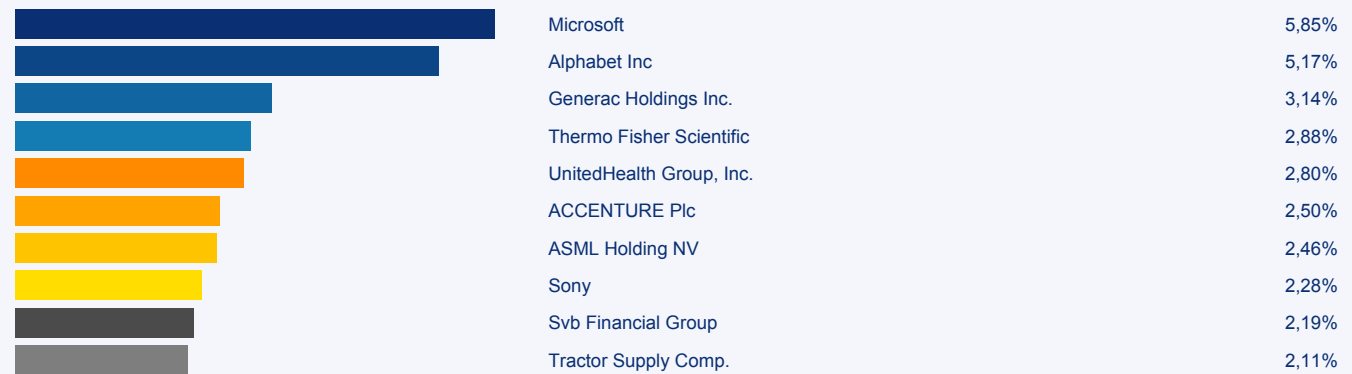 Microsoft 5,85%
Alphabet Inc 5,17%
Generac Holdings Inc. 3,14%
Thermo Fisher Scientific 2,88%
UnitedHealth Group, Inc. 2,80%
ACCENTURE Plc 2,50%
ASML Holding NV 2,46%
Sony 2,28%
Svb Financial Group 2,19%
Tractor Supply Comp. 2,11%